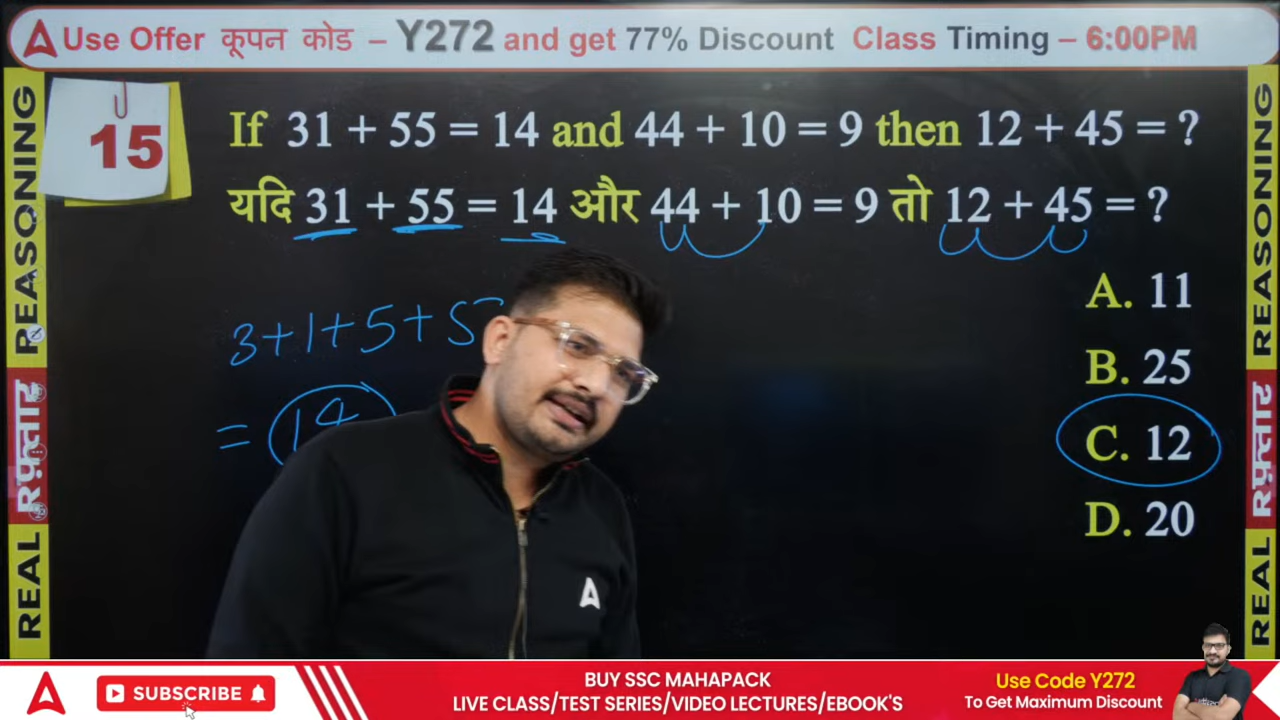 Use Offer कूपन कोड – Y272 and get 77% Discount Class Timing – 6:00PM
REASONING
रफ़्तार
REAL
15
If 31 + 55 = 14 and 44 + 10 = 9 then 12 + 45 = ?
यदि 31 + 55 = 14 और 44 + 10 = 9 तो 12 + 45 = ?
3+1+5+5
= 14
A. 11
B. 25
C. 12
D. 20
REASONING
रफ़्तार
REAL
SUBSCRIBE
BUY SSC MAHAPACK
LIVE CLASS/TEST SERIES/VIDEO LECTURES/EBOOK'S
Use Code Y272
To Get Maximum Discount